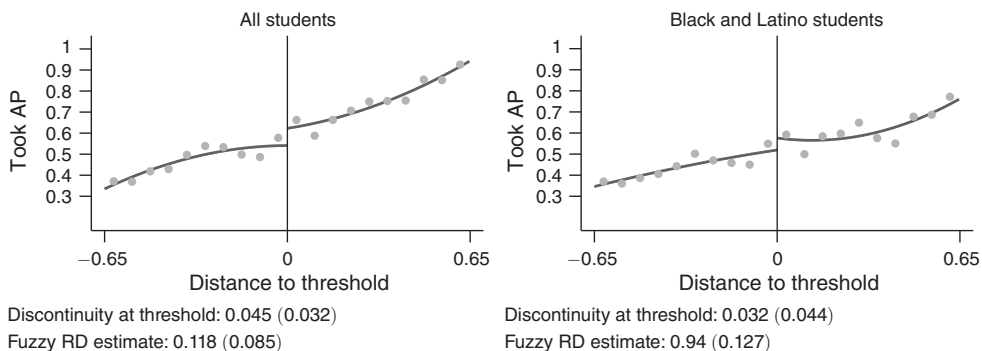 All students
Took AP
1
0.9
0.8
0.7
0.6
0.5
0.4
0.3
−0.65
0
0.65
Distance to threshold
Discontinuity at threshold: 0.045 (0.032)
Fuzzy RD estimate: 0.118 (0.085)
Black and Latino students
Took AP
1
0.9
0.8
0.7
0.6
0.5
0.4
0.3
−0.65
0
0.65
Distance to threshold
Discontinuity at threshold: 0.032 (0.044)
Fuzzy RD estimate: 0.94 (0.127)